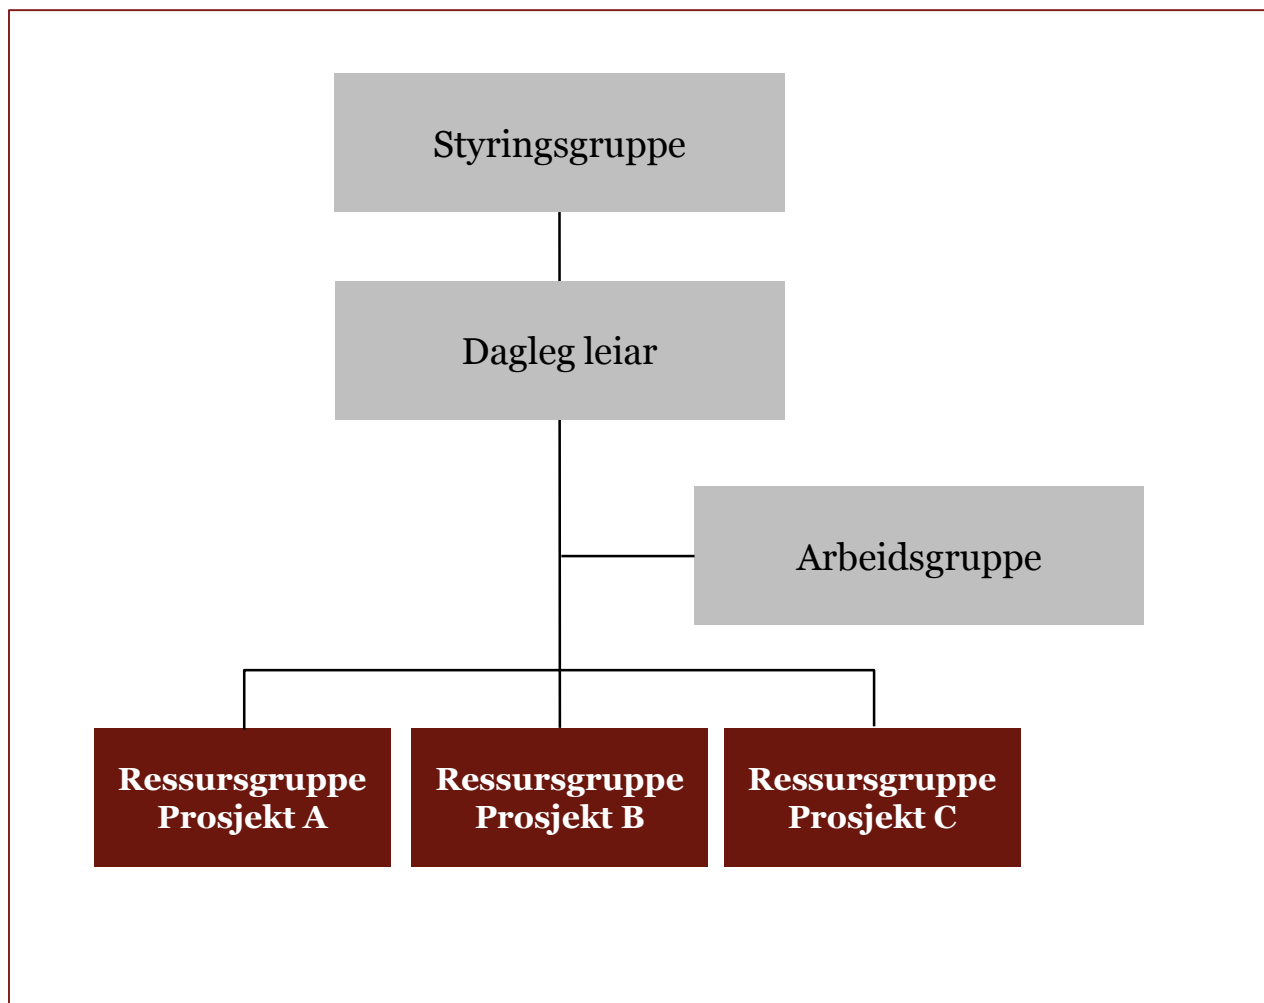 Styringsgruppe
Dagleg leiar
Arbeidsgruppe
Ressursgruppe
Prosjekt A
Ressursgruppe
Prosjekt B
Ressursgruppe
Prosjekt C